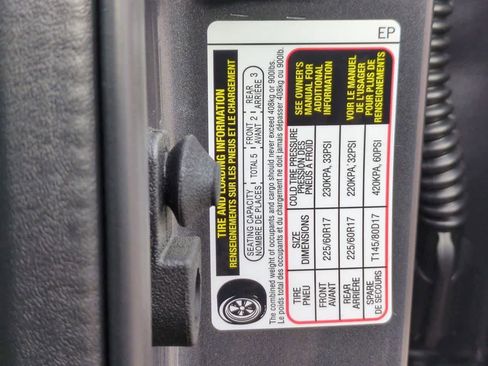 EP
TIRE AND LOADING INFORMATION
RENSEIGNEMENTS SUR LES PNEUS ET LE CHARGEMENT
SEATING CAPACITY TOTAL 5 FRONT 2 REAR 3
NOMBRE DE PLACES AVANT ARRIÈRE
The combined weight of occupants and cargo should never exceed 408kg or 900lbs.
Le poids total des occupants et du chargement ne doit jamais dépasser 408kg ou 900lb.
TIRE SIZE COLD TIRE PRESSURE
PNEU DIMENSIONS PRESSION DES PNEUS À FROID
FRONT 225/60R17 230KPA, 33PSI
AVANT
REAR 225/60R17 220KPA, 32PSI
ARRIÈRE
SPARE T145/80D17 420KPA, 60PSI
DE SECOURS
SEE OWNER'S
MANUAL FOR
ADDITIONAL
INFORMATION
VOIR LE MANUEL
DE L'USAGER
POUR PLUS DE
RENSEIGNEMENTS